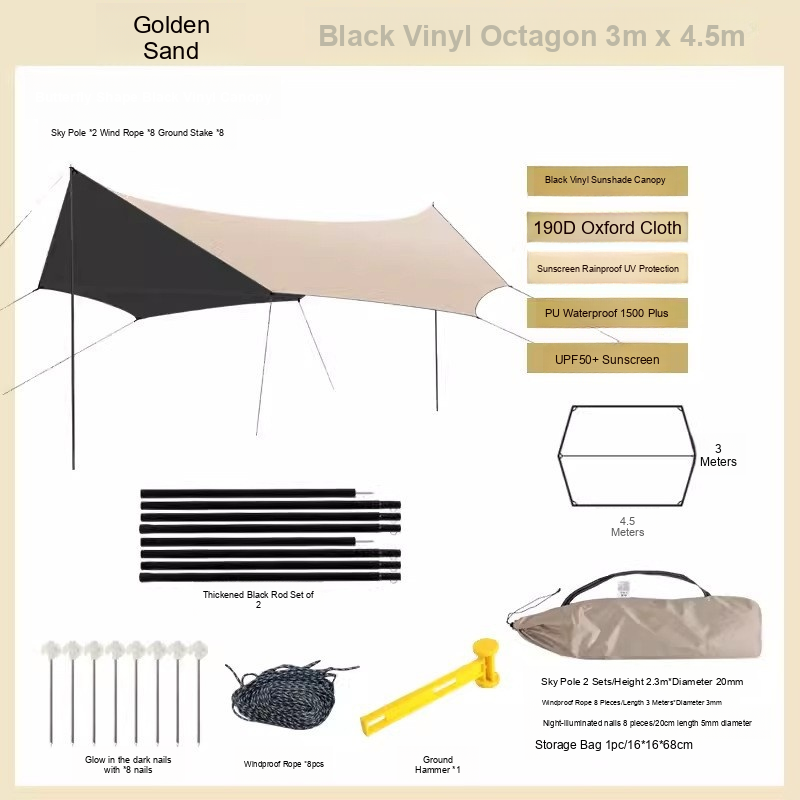 Golden
Sand
Black Vinyl Octagon 3m x 4.5m
Sky Pole *2 Wind Rope *8 Ground Stake *8
Black Vinyl Sunshade Canopy
190D Oxford Cloth
Sunscreen Rainproof UV Protection
PU Waterproof 1500 Plus
UPF50+ Sunscreen
3
Meters
4.5
Meters
Thickened Black Rod Set of
2
Sky Pole 2 Sets/Height 2.3m*Diameter 20mm
Windproof Rope 8 Pieces/Length 3 Meters*Diameter 3mm
Night-illuminated nails 8 pieces/20cm length 5mm diameter
Storage Bag 1pc/16*16*68cm
Glow in the dark nails
with *8 nails
Windproof Rope *8pcs
Ground
Hammer *1